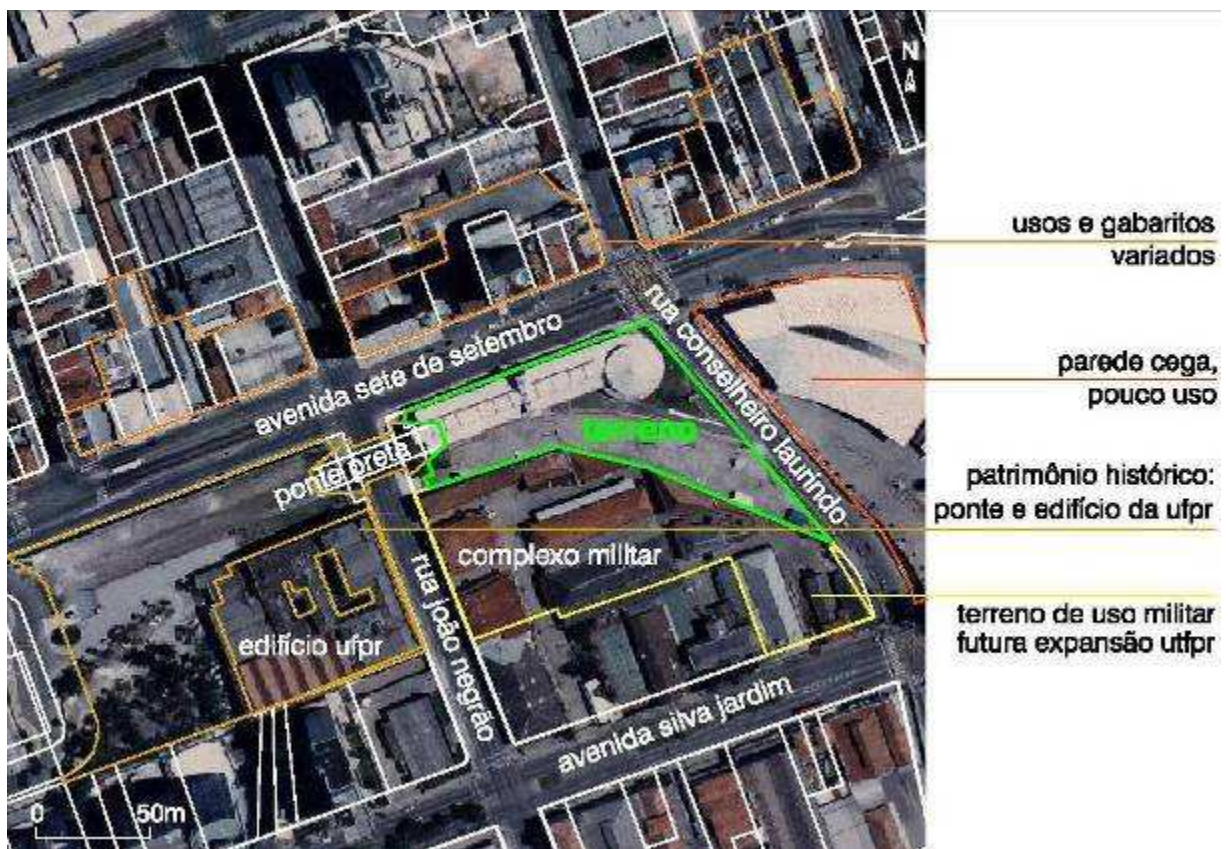 N
usos e gabaritos
variados
rua conselheiro laurindo
avenida sete de setembro
parede cega,
pouco uso
terreno
ponte preta
patrimônio histórico:
ponte e edifício da ufpr
complexo militar
rua joão negrão
terreno de uso militar
futura expansão utfpr
edifício ufpr
avenida silva jardim
0 50m